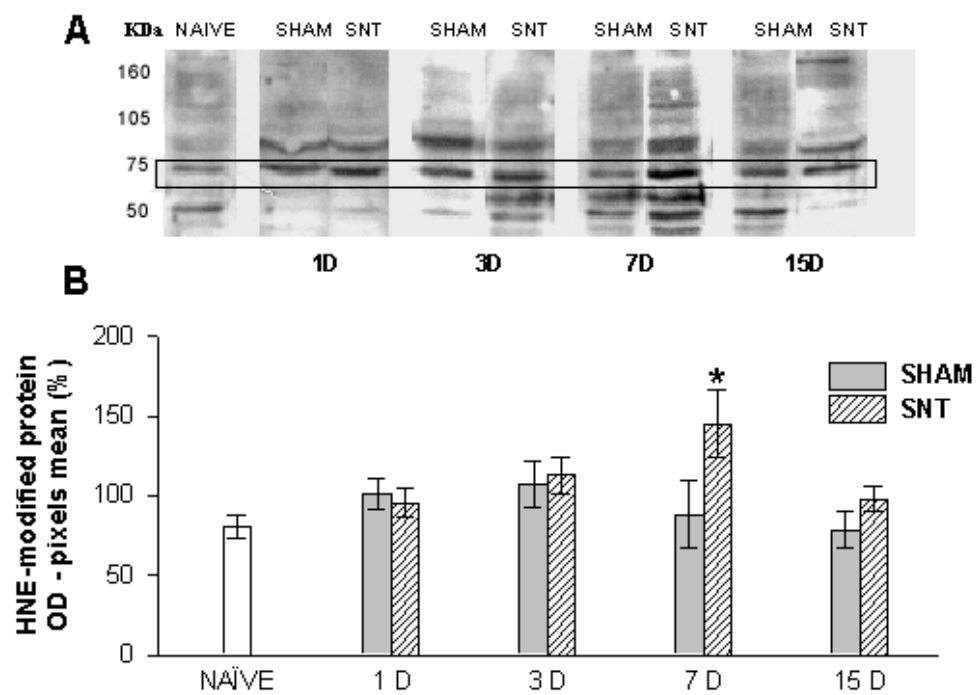 A KDa NAIVE SHAM SNT SHAM SNT SHAM SNT SHAM SNT
160
105
75
50
1D 3D 7D 15D
B
HNE-modified protein
OD - pixels mean (%)
200
150
100
50
0
*
SHAM
SNT
NAÏVE 1 D 3 D 7 D 15 D